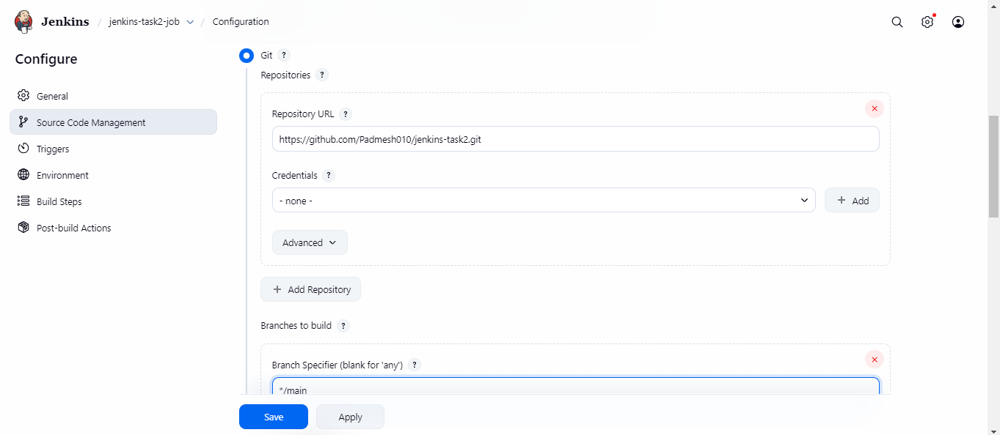 Jenkins / jenkins-task2-job / Configuration
Configure
General
Source Code Management
Triggers
Environment
Build Steps
Post-build Actions
Git ?
Repositories ?
Repository URL ?
https://github.com/Padmesh010/jenkins-task2.git
Credentials ?
- none -
+ Add
Advanced
+ Add Repository
Branches to build ?
Branch Specifier (blank for 'any') ?
*/main
Save
Apply